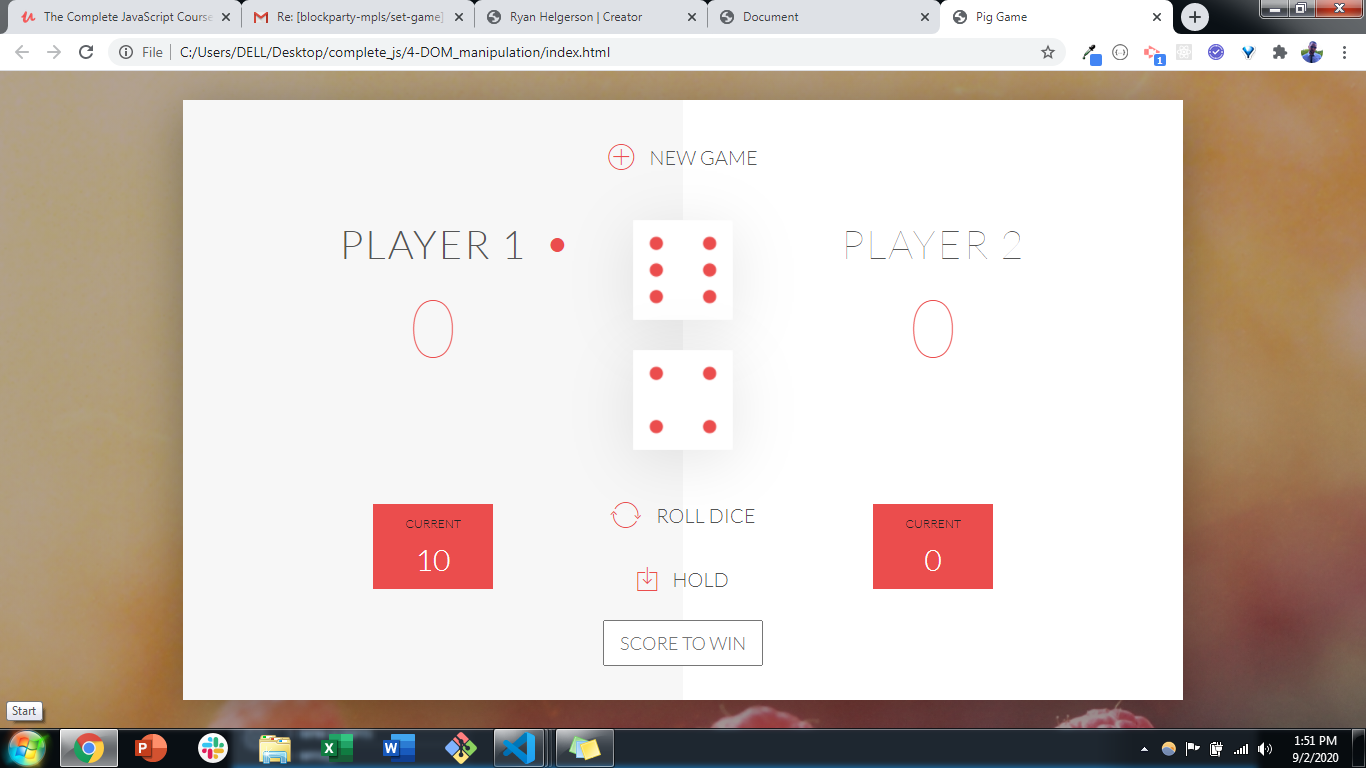 The Complete JavaScript Course
Re: [blockparty-mpls/set-game]
Ryan Helgerson | Creator
Document
Pig Game
File
C:/Users/DELL/Desktop/complete_js/4-DOM_manipulation/index.html
1
NEW GAME
PLAYER 1
PLAYER 2
0
0
CURRENT
10
ROLL DICE
CURRENT
0
HOLD
SCORE TO WIN
Start
1:51 PM
9/2/2020